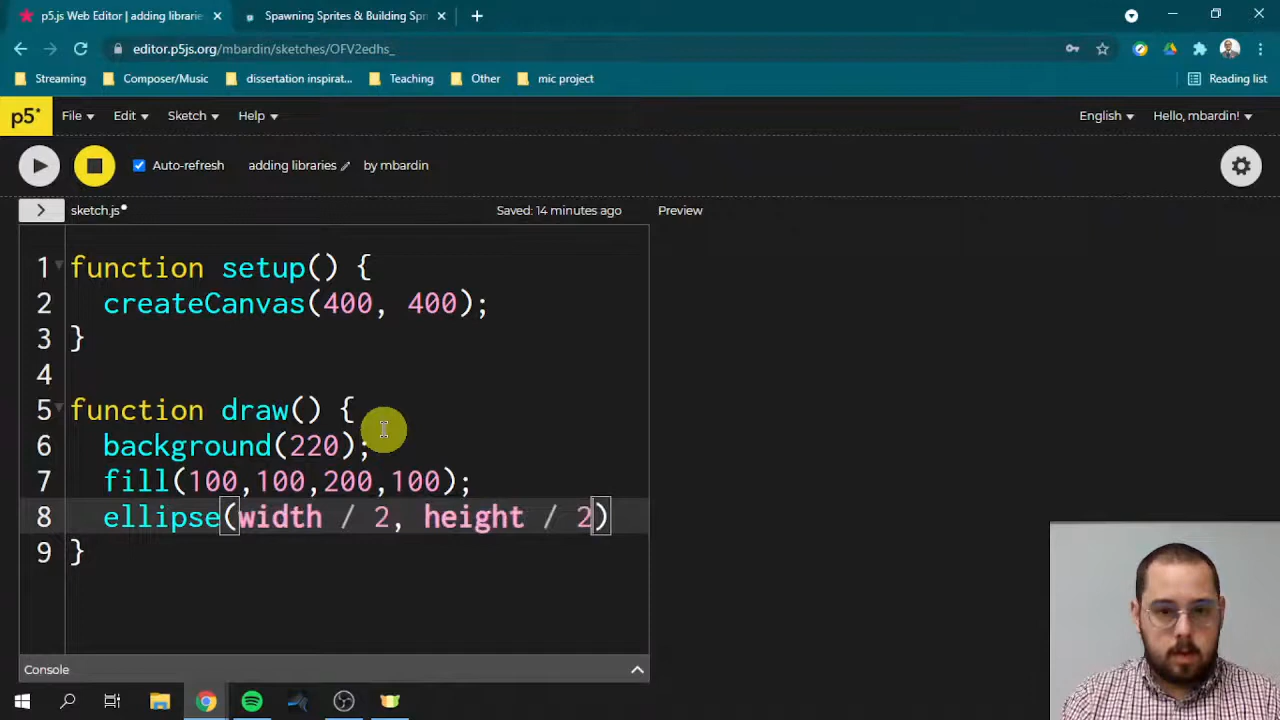 p5.js Web Editor | adding librarie
Spawning Sprites & Building Spr
editor.p5js.org/mbardin/sketches/OFV2edhs_
Streaming
Composer/Music
dissertation inspirat...
Teaching
Other
mic project
Reading list
p5*
File
Edit
Sketch
Help
English
Hello, mbardin!
Auto-refresh
adding libraries
by mbardin
sketch.js
Saved: 14 minutes ago
Preview
1 function setup() {
2 createCanvas(400, 400);
3 }
4
5 function draw() {
6 background(220);
7 fill(100,100,200,100);
8 ellipse(width / 2, height / 2)
9 }
Console